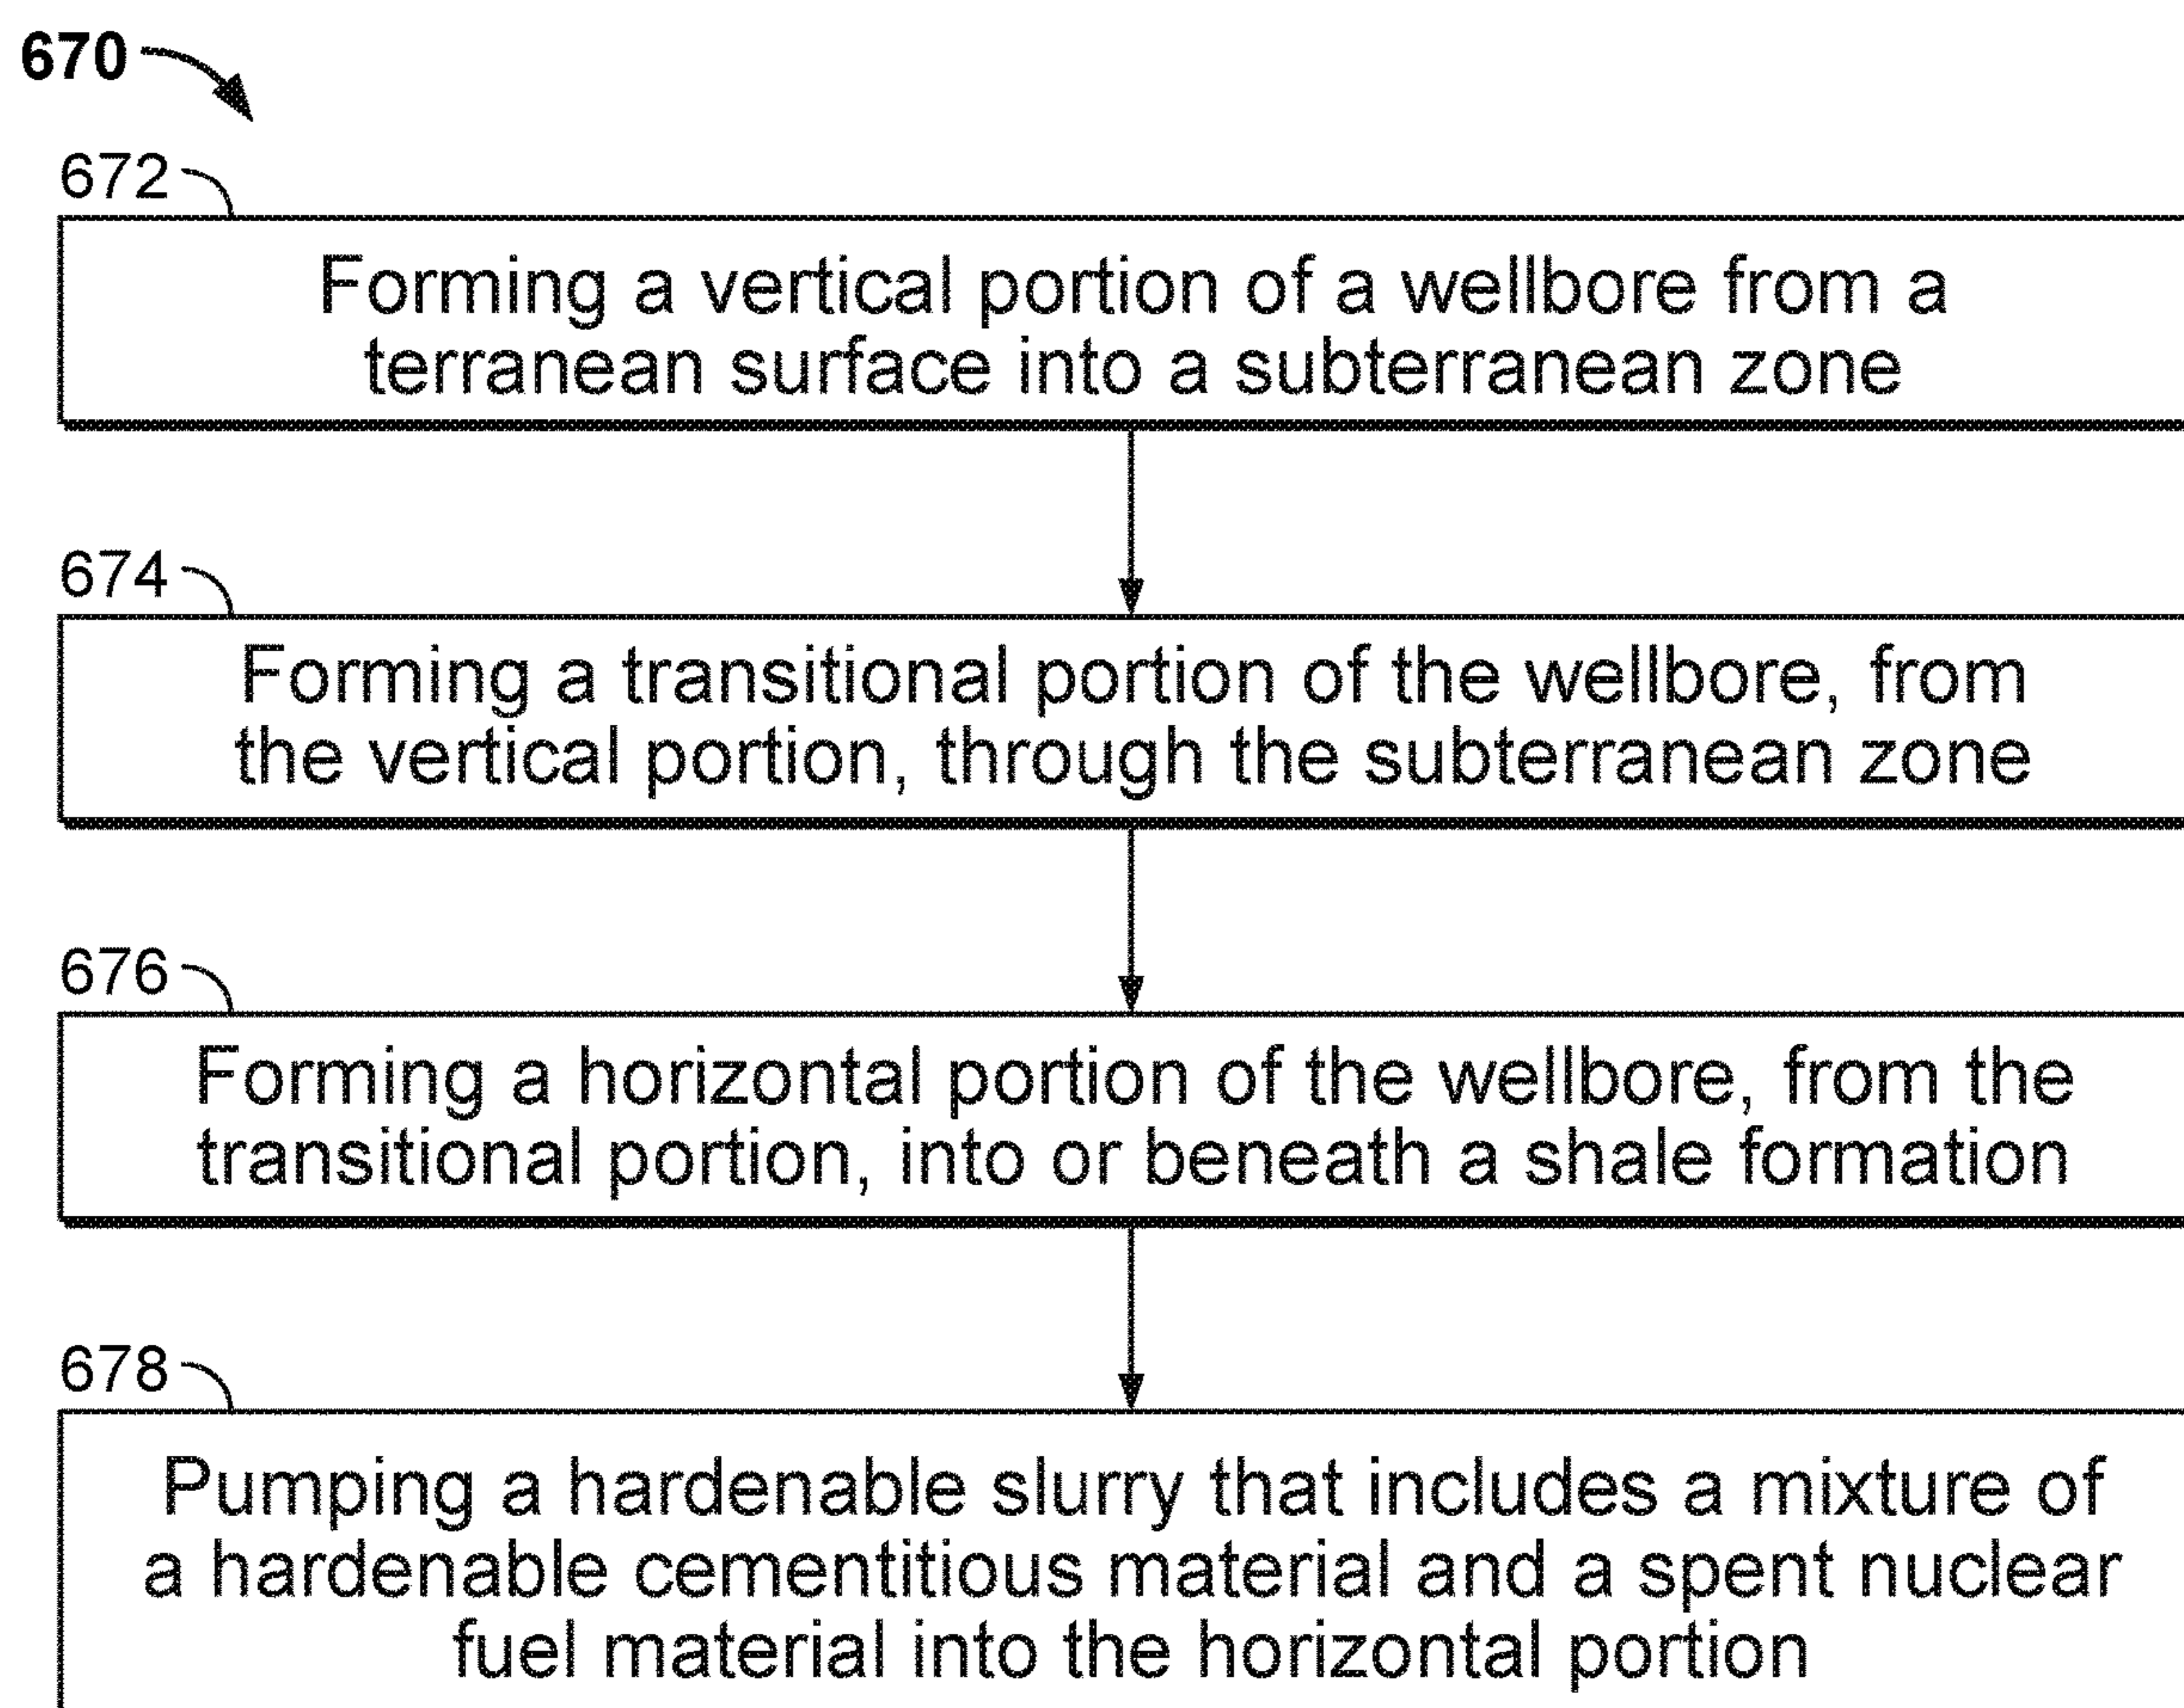 670
672
Forming a vertical portion of a wellbore from a
terranean surface into a subterranean zone
674
Forming a transitional portion of the wellbore, from
the vertical portion, through the subterranean zone
676
Forming a horizontal portion of the wellbore, from the
transitional portion, into or beneath a shale formation
678
Pumping a hardenable slurry that includes a mixture of
a hardenable cementitious material and a spent nuclear
fuel material into the horizontal portion